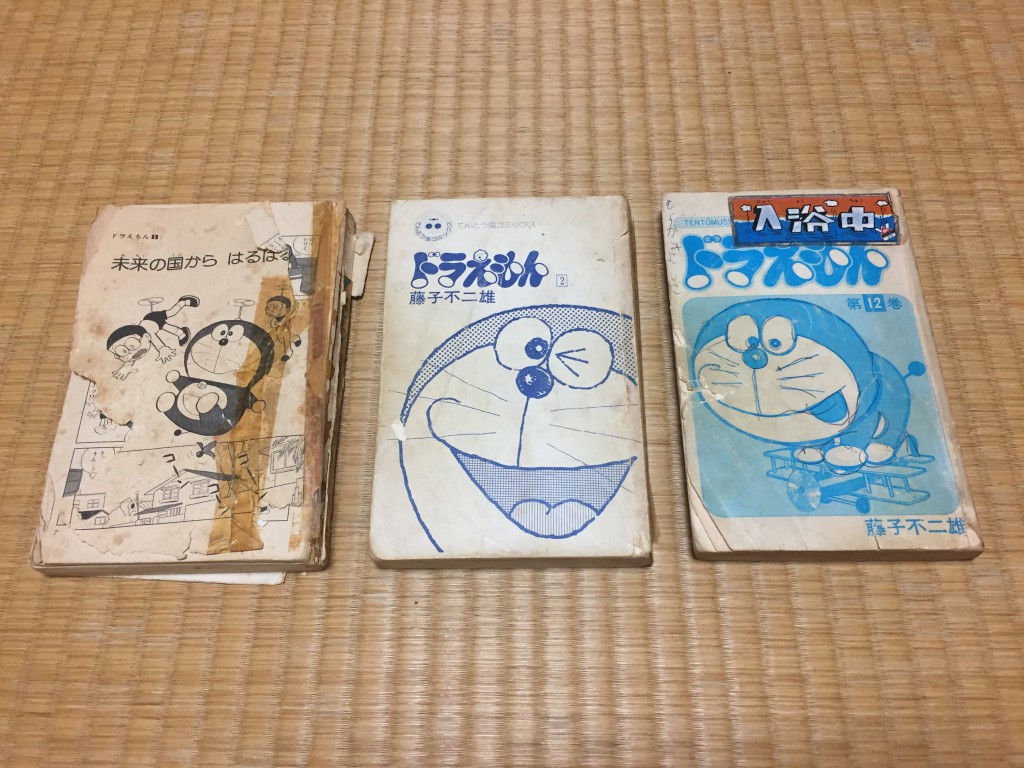 ドラえもん 1
未来の国から はるばる
てんとう虫コミックス
ドラえもん 2
藤子不二雄
入浴中
TENTOMUS
ドラえもん
第12巻
藤子不二雄